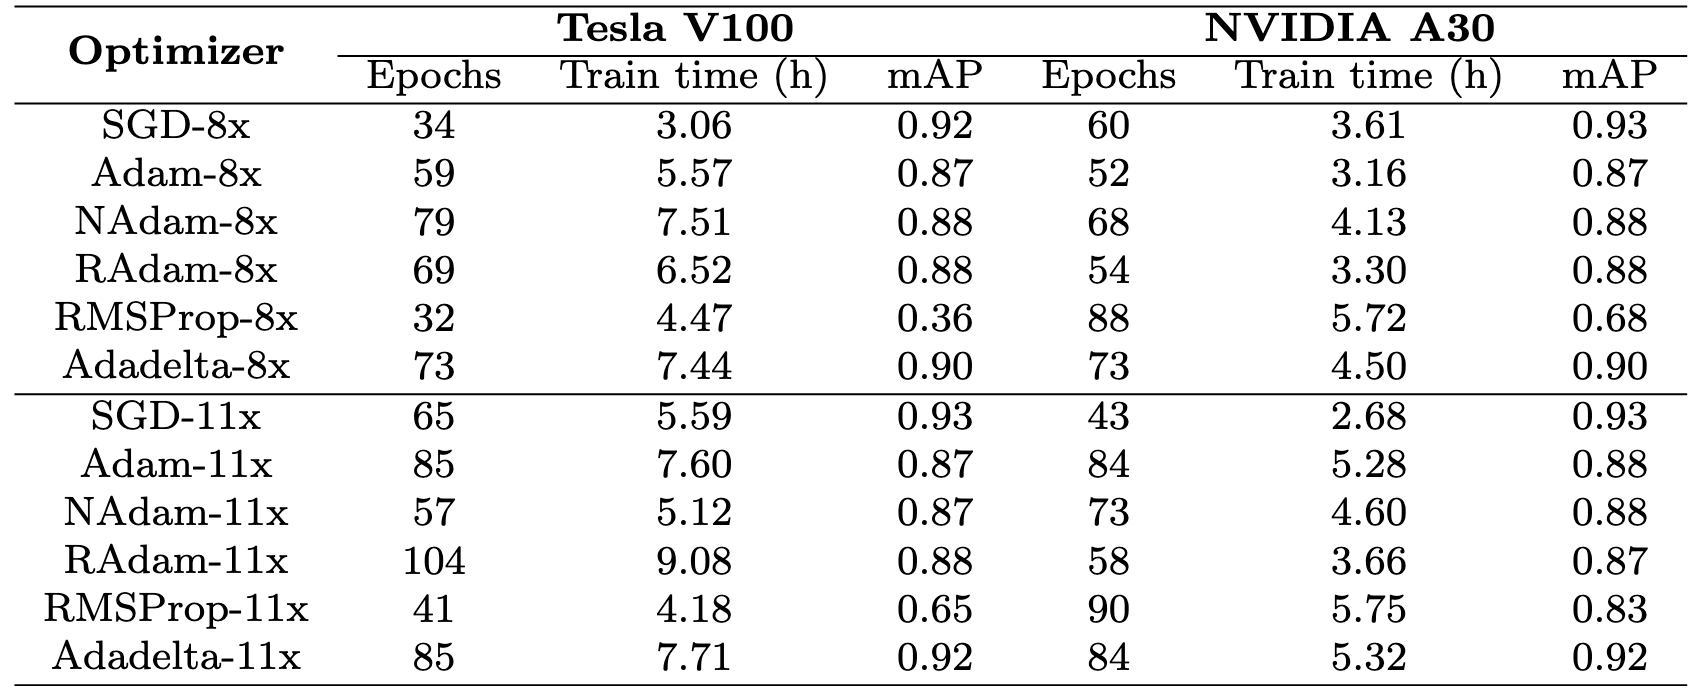 Optimizer Tesla V100 NVIDIA A30
Epochs Train time (h) mAP Epochs Train time (h) mAP
SGD-8x 34 3.06 0.92 60 3.61 0.93
Adam-8x 59 5.57 0.87 52 3.16 0.87
NAdam-8x 79 7.51 0.88 68 4.13 0.88
RAdam-8x 69 6.52 0.88 54 3.30 0.88
RMSProp-8x 32 4.47 0.36 88 5.72 0.68
Adadelta-8x 73 7.44 0.90 73 4.50 0.90
SGD-11x 65 5.59 0.93 43 2.68 0.93
Adam-11x 85 7.60 0.87 84 5.28 0.88
NAdam-11x 57 5.12 0.87 73 4.60 0.88
RAdam-11x 104 9.08 0.88 58 3.66 0.87
RMSProp-11x 41 4.18 0.65 90 5.75 0.83
Adadelta-11x 85 7.71 0.92 84 5.32 0.92